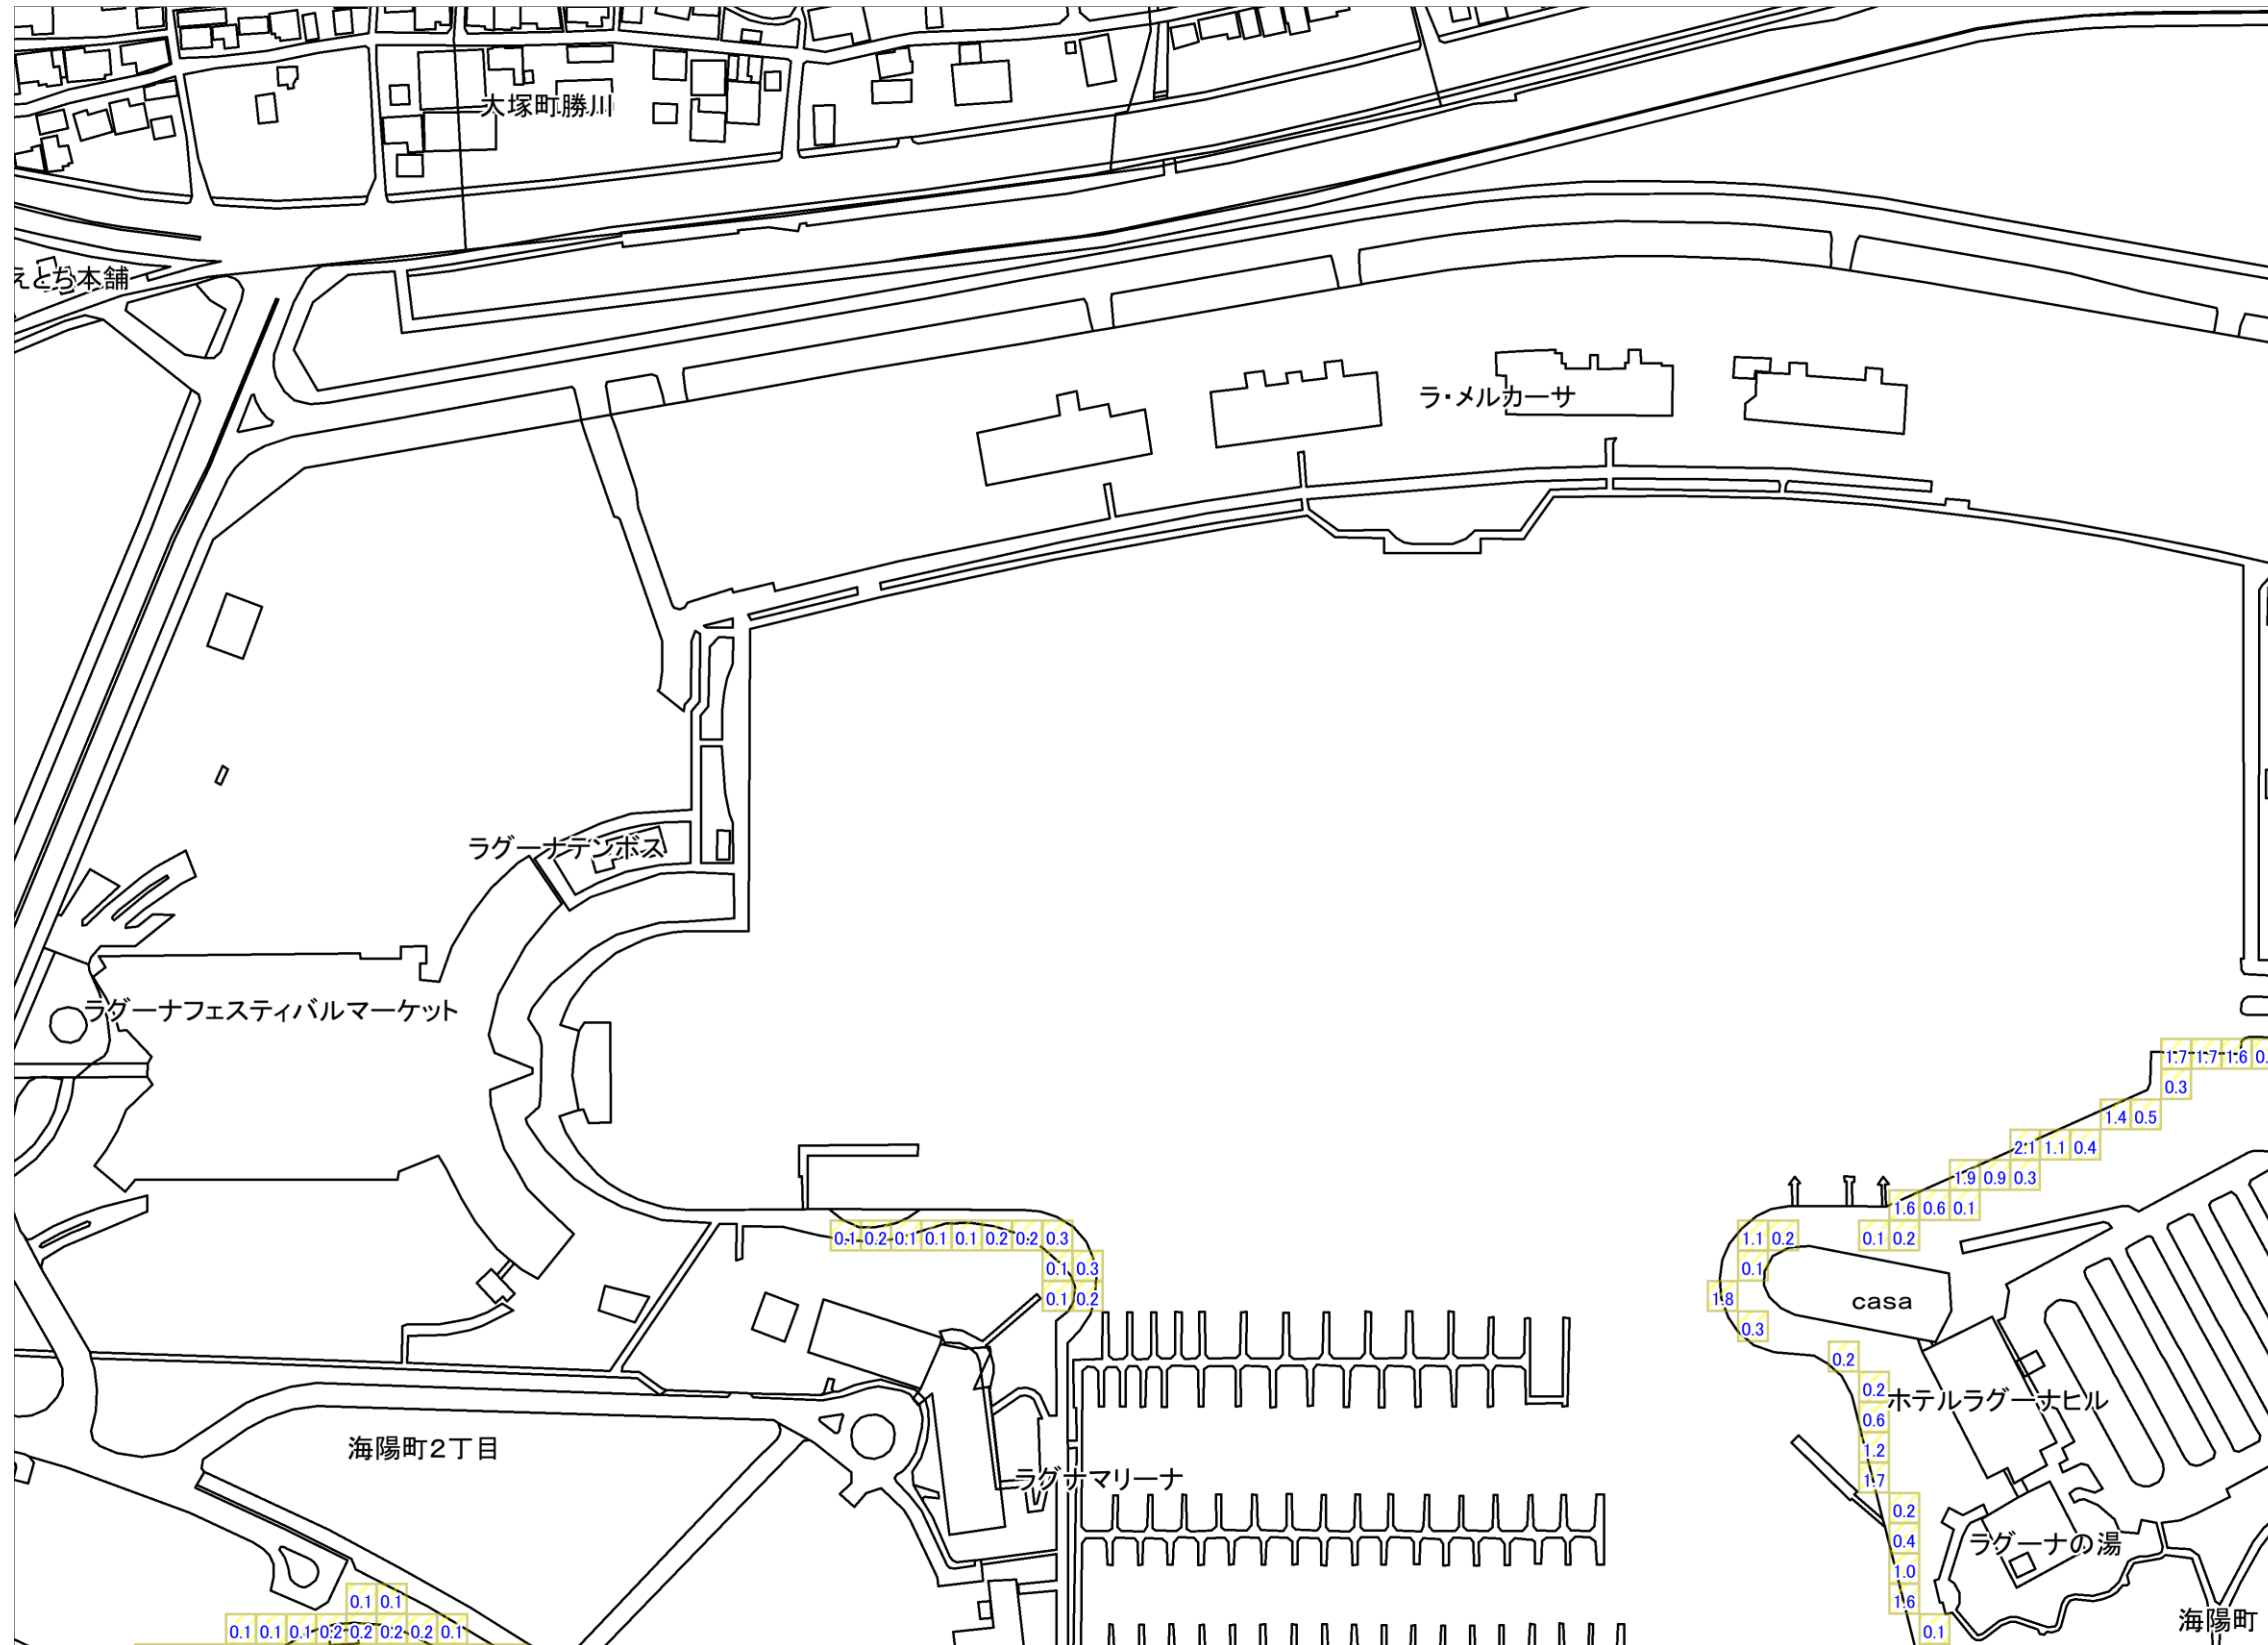 大塚町勝川
えとち本舗
ラ・メルカーサ
ラグーナテンボス
ラグーナフェスティバルマーケット
1.7 1.7 1.6 0.
0.3
1.4 0.5
2.1 1.1 0.4
1.9 0.9 0.3
1.6 0.6 0.1
0.1 0.2 0.1 0.1 0.1 0.2 0.2 0.3 1.1 0.2 0.1 0.2
0.1 0.3 0.1
0.1 0.2 1.8
casa
0.3
0.2
0.2
ホテルラグーナヒル
0.6
海陽町2丁目
1.2
ラグナマリーナ
1.7
0.2
0.4
ラグーナの湯
1.0
0.1 0.1 1.6
海陽町
0.1 0.1 0.1 0.2 0.2 0.2 0.2 0.1 0.1